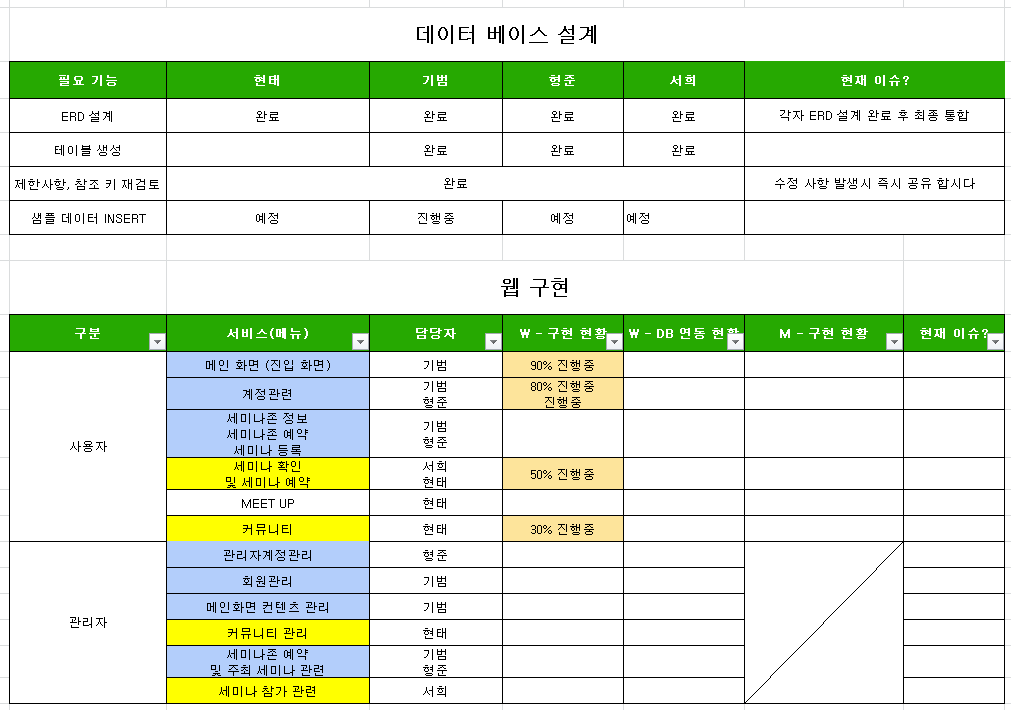 데이터 베이스 설계
필요 기능 현태 기범 형준 서희 현재 이슈?
ERD 설계 완료 완료 완료 완료 각자 ERD 설계 완료 후 최종 통합
테이블 생성 완료 완료 완료
제한사항, 참조 키 재검토 완료 수정 사항 발생시 즉시 공유 합시다
샘플 데이터 INSERT 예정 진행중 예정 예정
웹 구현
구분 서비스(메뉴) 담당자 W - 구현 현황 W - DB 연동 현황 M - 구현 현황 현재 이슈?
사용자
메인 화면 (진입 화면) 기범 90% 진행중
계정관련
기범
형준
80% 진행중
진행중
세미나존 정보
세미나존 예약
세미나 등록
기범
형준
세미나 확인
및 세미나 예약
서희
현태
50% 진행중
MEET UP 현태
커뮤니티 현태 30% 진행중
관리자
관리자계정관리 형준
회원관리 기범
메인화면 컨텐츠 관리 기범
커뮤니티 관리 현태
세미나존 예약
및 주최 세미나 관련
기범
형준
세미나 참가 관련 서희